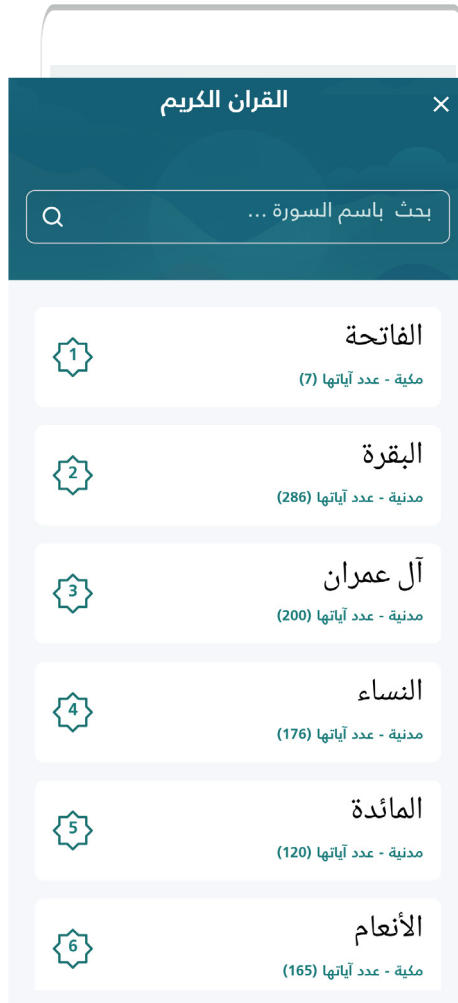 القران الكريم
بحث باسم السورة ...
الفاتحة
مكية - عدد آياتها (7)
1
البقرة
مدنية - عدد آياتها (286)
2
آل عمران
مدنية - عدد آياتها (200)
3
النساء
مدنية - عدد آياتها (176)
4
المائدة
مدنية - عدد آياتها (120)
5
الأنعام
مكية - عدد آياتها (165)
6